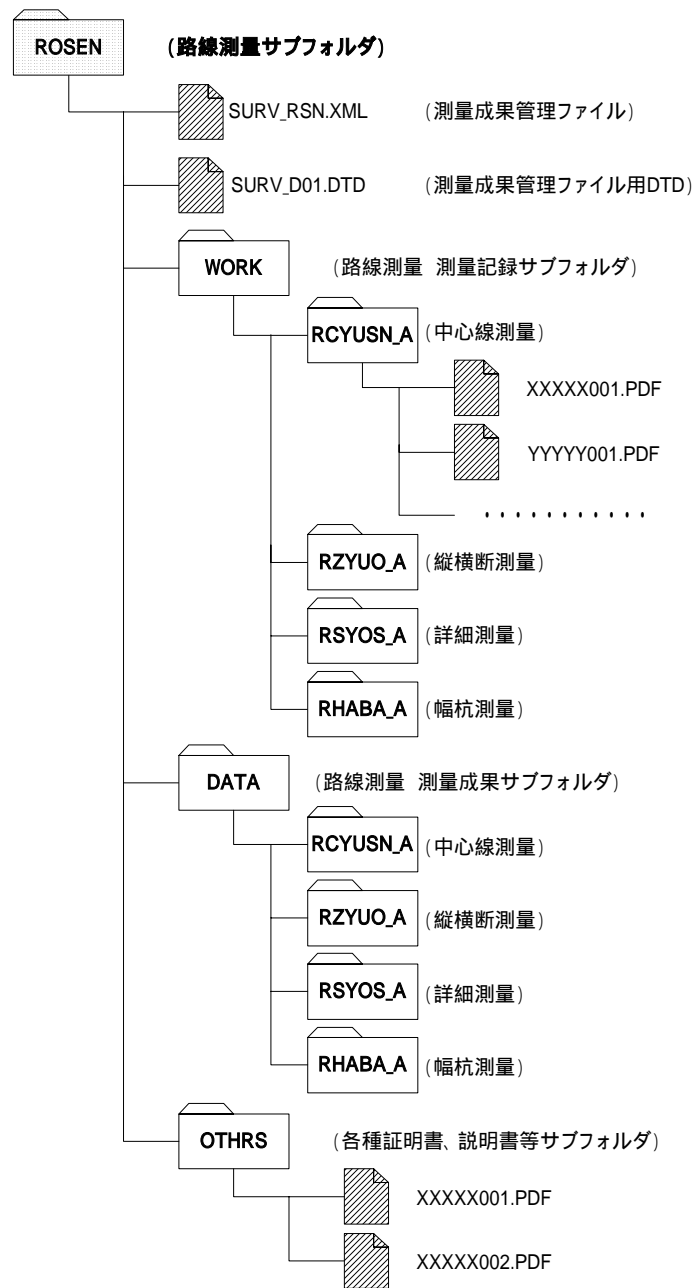 ROSEN (路線測量サブフォルダ)
SURV_RSN.XML (測量成果管理ファイル)
SURV_D01.DTD (測量成果管理ファイル用DTD)
WORK (路線測量 測量記録サブフォルダ)
RCYUSN_A (中心線測量)
XXXXX001.PDF
YYYYY001.PDF
・・・・・・・・・・・
RZYUO_A (縦横断測量)
RSYOS_A (詳細測量)
RHABA_A (幅杭測量)
DATA (路線測量 測量成果サブフォルダ)
RCYUSN_A (中心線測量)
RZYUO_A (縦横断測量)
RSYOS_A (詳細測量)
RHABA_A (幅杭測量)
OTHRS (各種証明書、説明書等サブフォルダ)
XXXXX001.PDF
XXXXX002.PDF